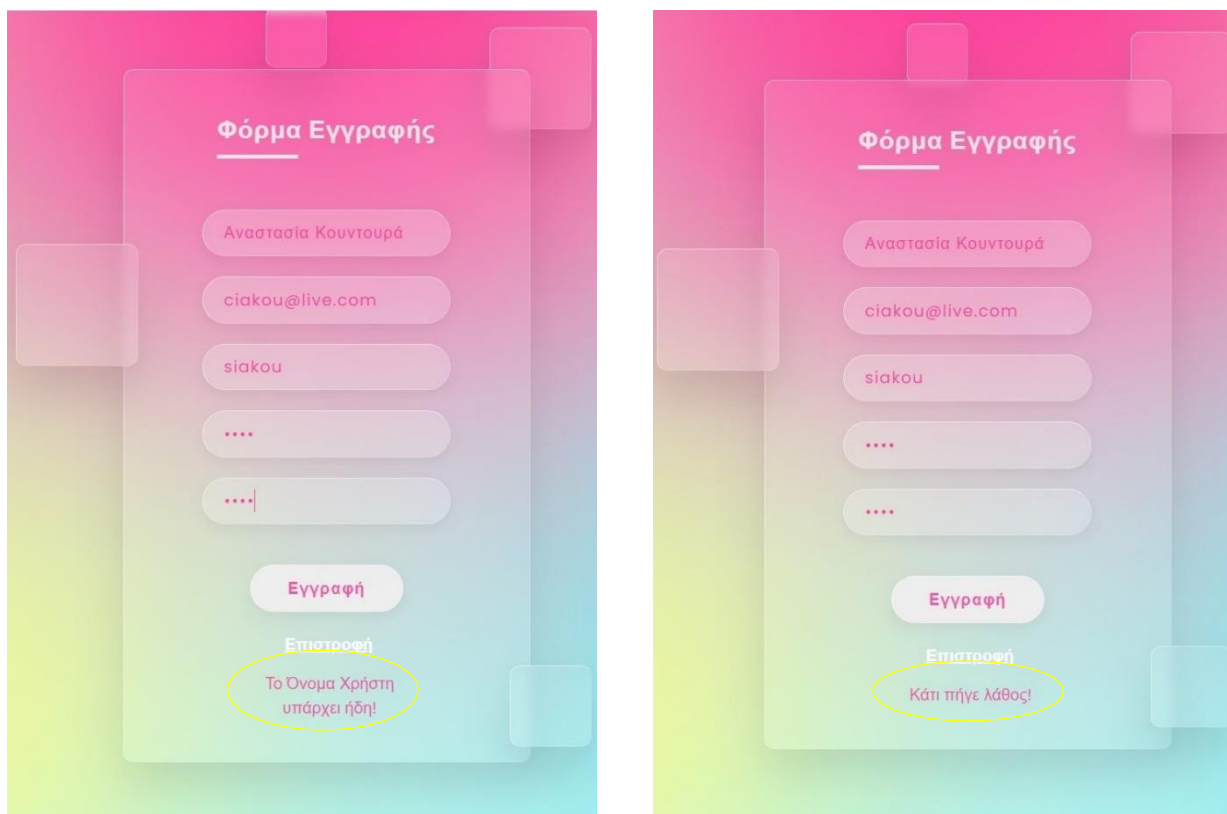 Φόρμα Εγγραφής
Αναστασία Κουντουρά
ciakou@live.com
siakou
••••
••••
Εγγραφή
Επιστροφή
Το Όνομα Χρήστη
υπάρχει ήδη!
Φόρμα Εγγραφής
Αναστασία Κουντουρά
ciakou@live.com
siakou
••••
••••
Εγγραφή
Επιστροφή
Κάτι πήγε λάθος!